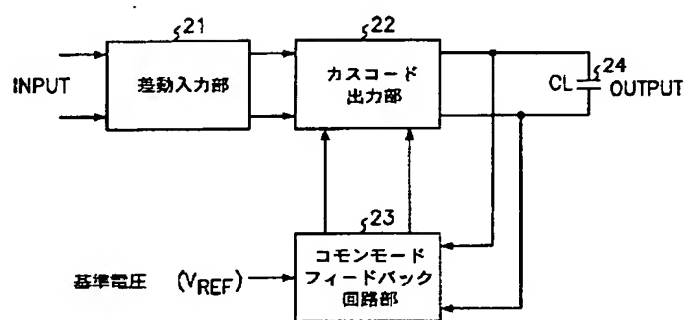 21
22
INPUT
差動入力部
カスコード
出力部
CL
24
OUTPUT
23
基準電圧 (VREF)
コモンモード
フィードバック
回路部